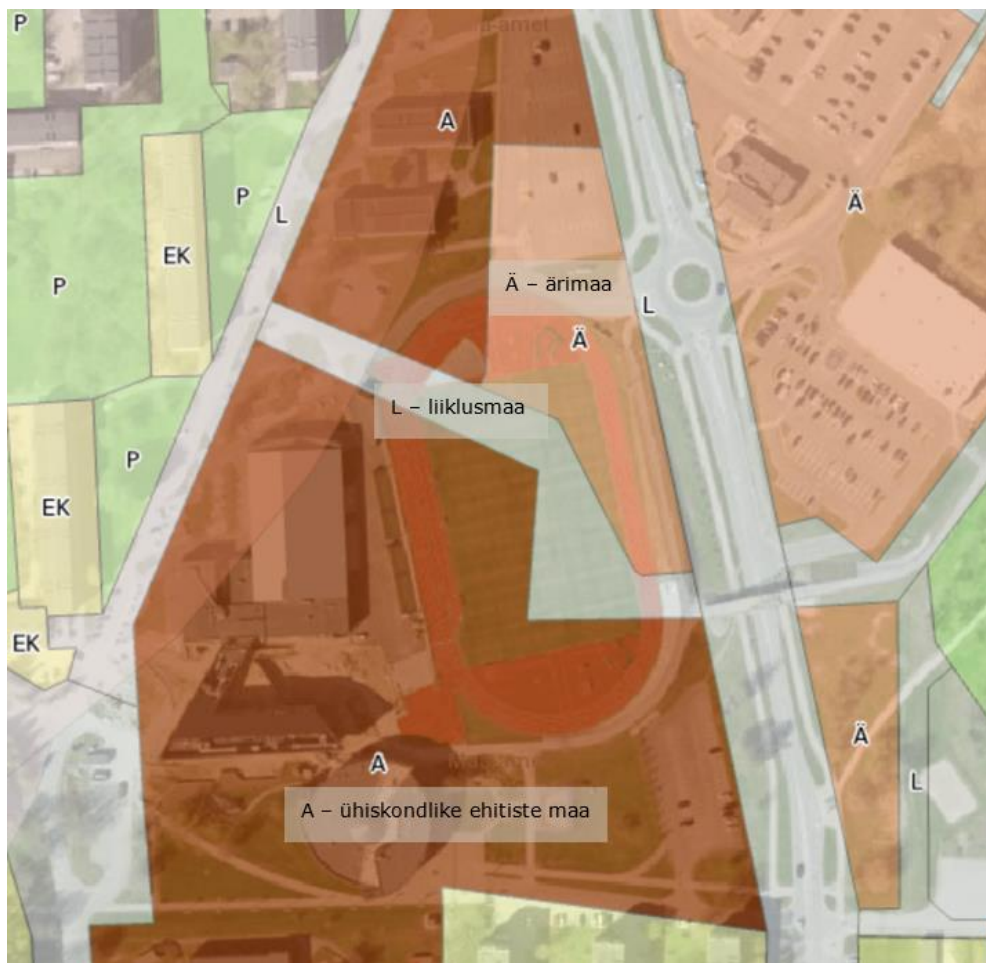 P
A
P
L
EK
Ä
P
Ä – ärimaa
L
Ä
L – liiklusmaa
P
EK
EK
Ä
A
L
A – ühiskondlike ehitiste maa